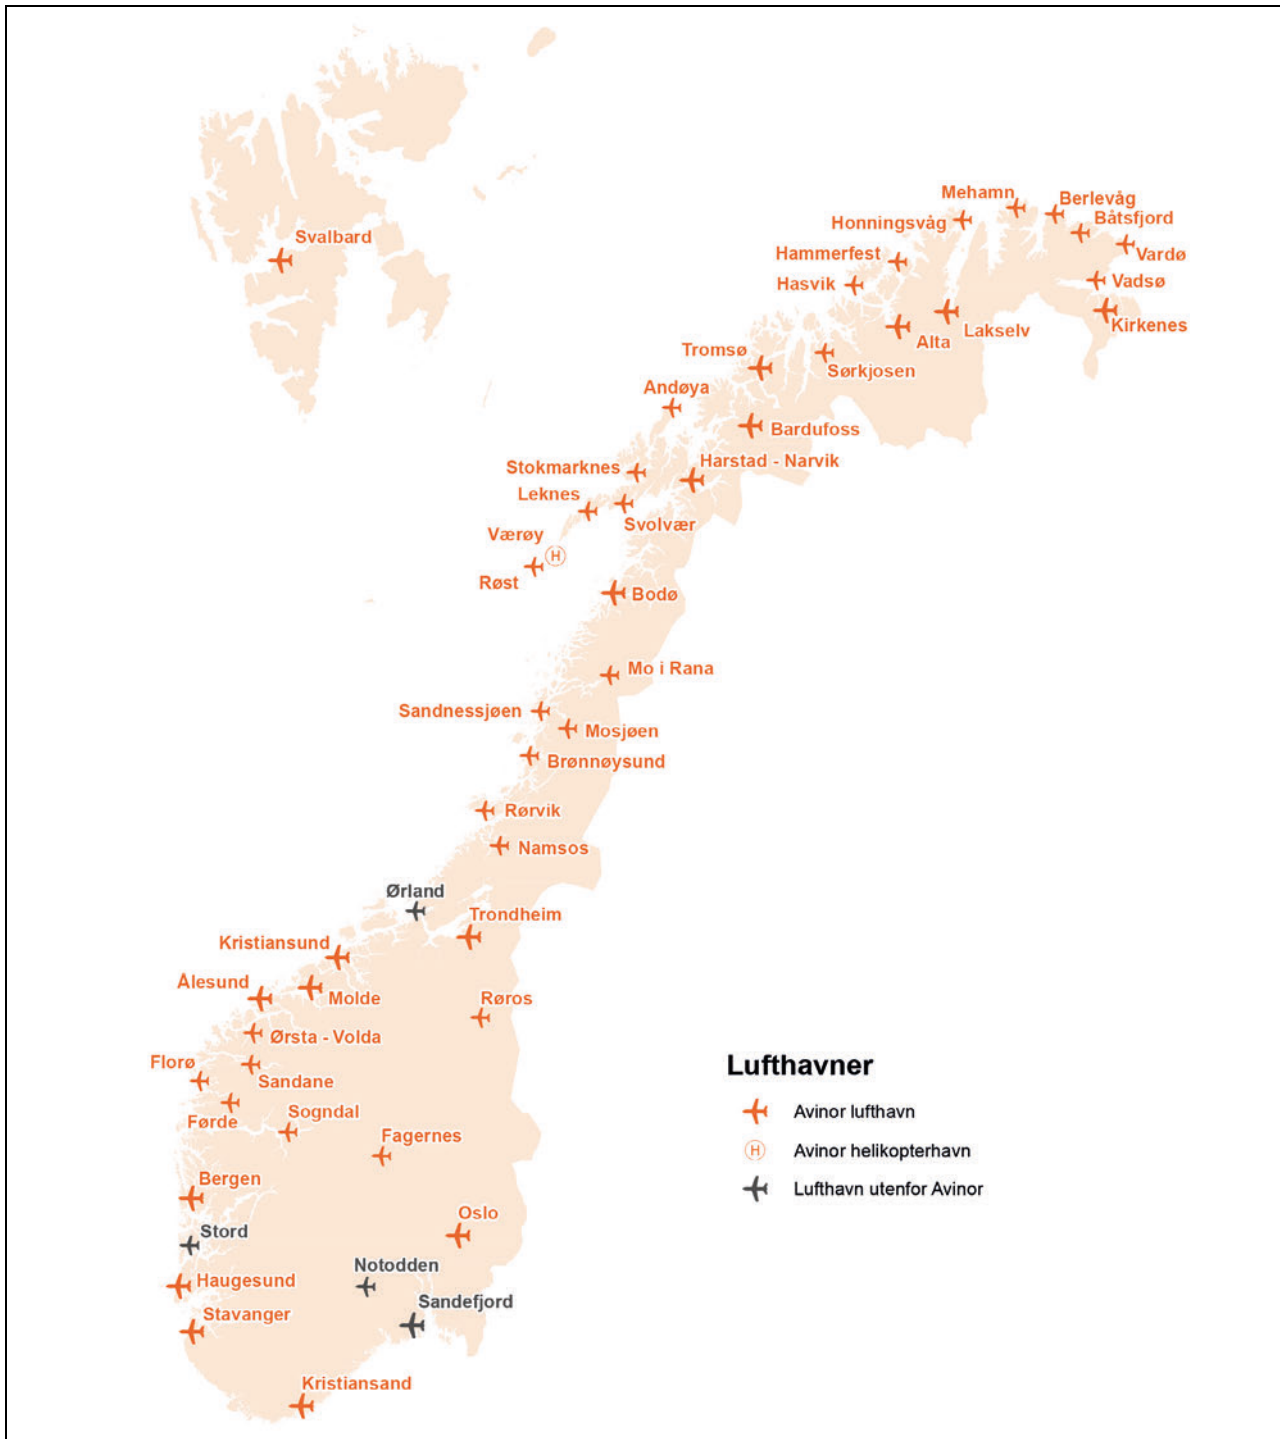 Mehamn
Berlevåg
Båtsfjord
Honningsvåg
Svalbard
Vardø
Hammerfest
Vadsø
Hasvik
Kirkenes
Lakselv
Alta
Tromsø
Sørkjosen
Andøya
Bardufoss
Harstad - Narvik
Stokmarknes
Leknes
Svolvær
Værøy
H
Røst
Bodø
Mo i Rana
Sandnessjøen
Mosjøen
Brønnøysund
Rørvik
Namsos
Ørland
Trondheim
Kristiansund
Ålesund
Molde
Røros
Ørsta - Volda
Florø
Sandane
Sogndal
Førde
Fagernes
Bergen
Oslo
Stord
Notodden
Haugesund
Sandefjord
Stavanger
Kristiansand
Lufthavner
Avinor lufthavn
H Avinor helikopterhavn
Lufthavn utenfor Avinor